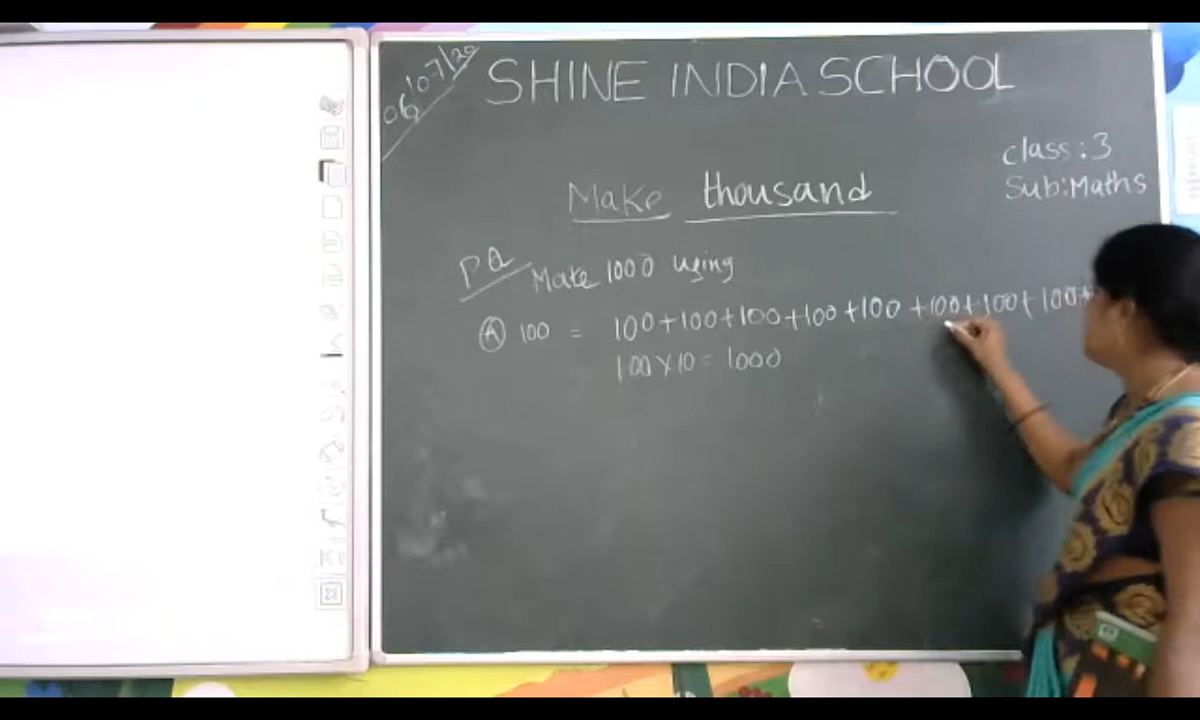 06/07/20
SHINE INDIA SCHOOL
class:3
Sub:Maths
Make thousand
PQ Make 1000 using
A 100 = 100+100+100+100+100+100+100+100+
100×10=1000